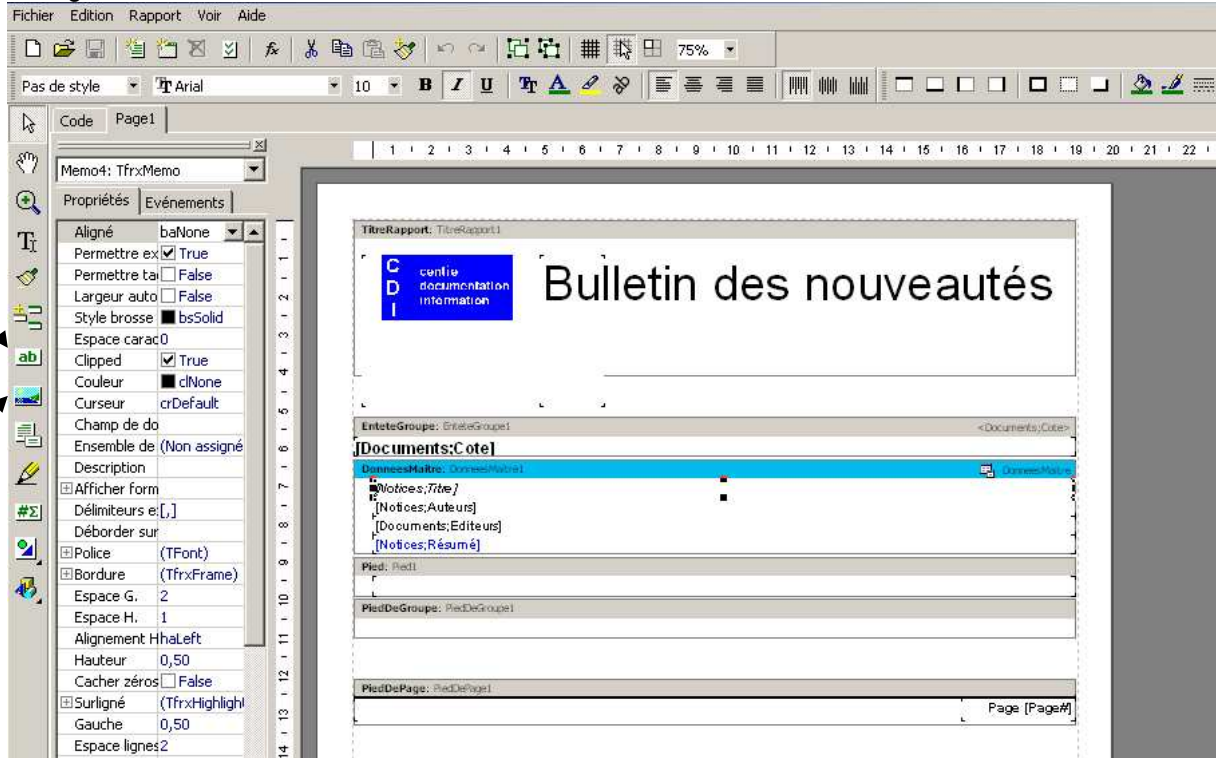 Fichier Edition Rapport Voir Aide
75%
Pas de style Arial 10 B I U
Code Page1
1 2 3 4 5 6 7 8 9 10 11 12 13 14 15 16 17 18 19 20 21 22
Memo4: TfrxMemo
Propriétés Evénements
Aligné baNone
Permettre ex True
Permettre ta False
Largeur auto False
Style brosse bsSolid
Espace carac 0
Clipped True
Couleur clNone
Curseur crDefault
Champ de do
Ensemble de (Non assigné
Description
Afficher form
Délimiteurs e [,]
Déborder sur
Police (TFont)
Bordure (TfrxFrame)
Espace G. 2
Espace H. 1
Alignement H haLeft
Hauteur 0,50
Cacher zéros False
Surligné (TfrxHighligh
Gauche 0,50
Espace lignes 2
TitreRapport: TitreRapport1
C D I
centre
documentation
information
Bulletin des nouveautés
EnteteGroupe: EnteteGroupe1 <Documents;Cote>
[Documents;Cote]
DonneesMaitre: DonneesMaitre1 DonneesMaitre
[Notices;Titre]
[Notices;Auteurs]
[Documents;Editeurs]
[Notices;Résumé]
Pied: Pied1
PiedDeGroupe: PiedDeGroupe1
PiedDePage: PiedDePage1
Page [Page#]